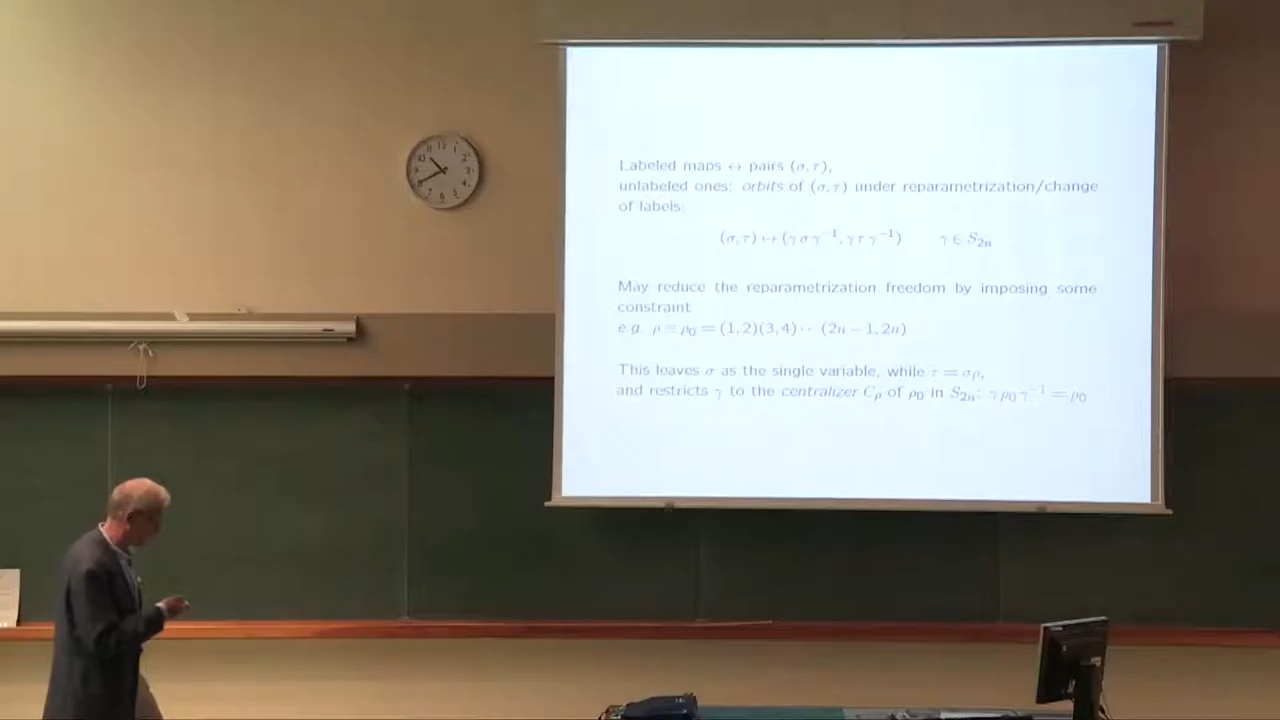 Labeled maps ↔ pairs (σ, τ),
unlabeled ones: orbits of (σ, τ) under reparametrization/change
of labels:
(σ, τ) ↔ (γ σ γ⁻¹, γ τ γ⁻¹) γ ∈ S₂ₙ
May reduce the reparametrization freedom by imposing some
constraint
e.g. ρ ≡ ρ₀ = (1, 2)(3, 4) ·· (2n − 1, 2n)
This leaves σ as the single variable, while τ = σρ,
and restricts γ to the centralizer Cᵨ of ρ₀ in S₂ₙ: γ ρ₀ γ⁻¹ = ρ₀